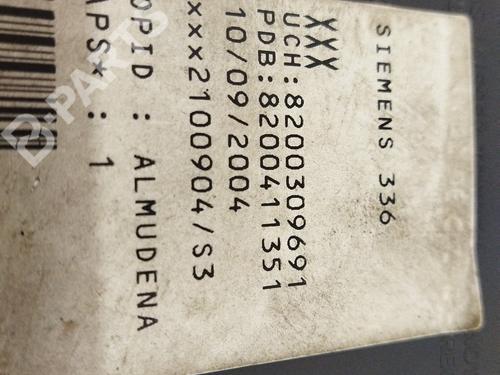 SIEMENS 336
XXX
UCH:8200309691
PDB:8200411351
10/09/2004
xxx2100904/S3
OPID : ALMUDENA
APS* : 1
B-PARTS